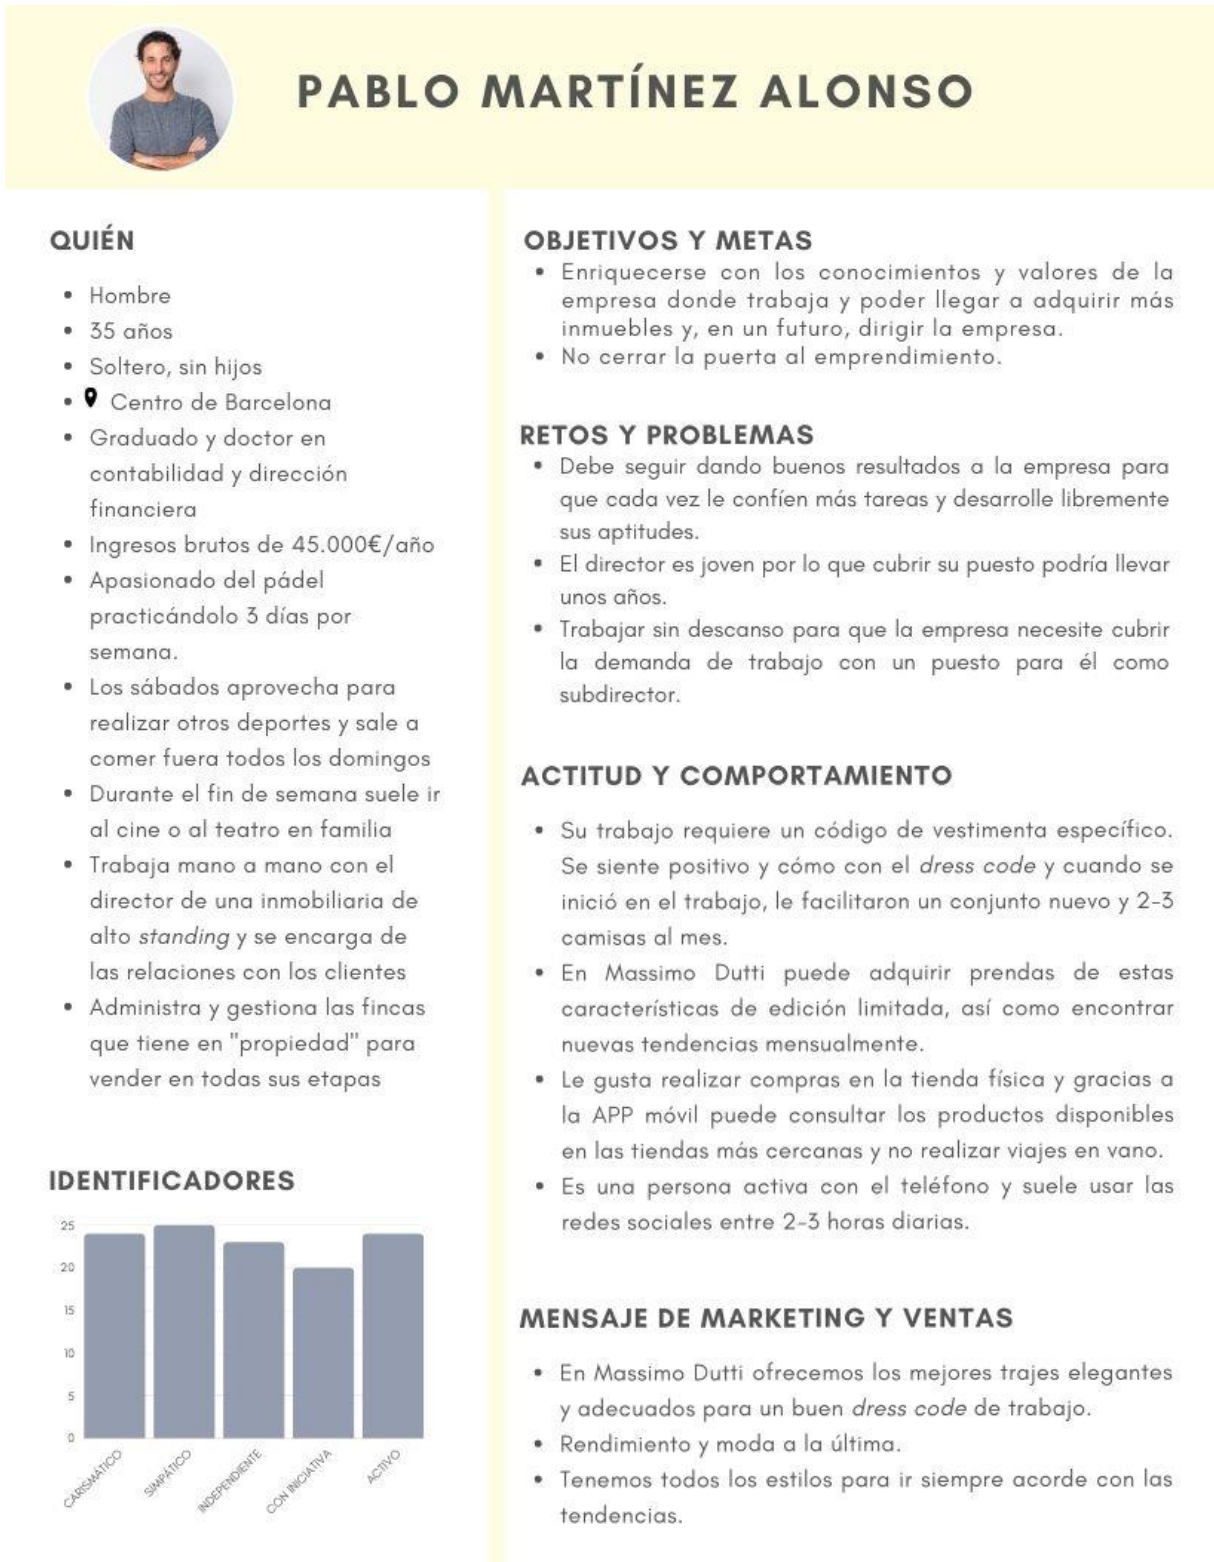 PABLO MARTÍNEZ ALONSO
QUIÉN
• Hombre
• 35 años
• Soltero, sin hijos
• Centro de Barcelona
• Graduado y doctor en
contabilidad y dirección
financiera
• Ingresos brutos de 45.000€/año
• Apasionado del pádel
practicándolo 3 días por
semana.
• Los sábados aprovecha para
realizar otros deportes y sale a
comer fuera todos los domingos
• Durante el fin de semana suele ir
al cine o al teatro en familia
• Trabaja mano a mano con el
director de una inmobiliaria de
alto standing y se encarga de
las relaciones con los clientes
• Administra y gestiona las fincas
que tiene en "propiedad" para
vender en todas sus etapas
IDENTIFICADORES
25
20
15
10
5
0
CARISMÁTICO
SIMPÁTICO
INDEPENDIENTE
CON INICIATIVA
ACTIVO
OBJETIVOS Y METAS
• Enriquecerse con los conocimientos y valores de la
empresa donde trabaja y poder llegar a adquirir más
inmuebles y, en un futuro, dirigir la empresa.
• No cerrar la puerta al emprendimiento.
RETOS Y PROBLEMAS
• Debe seguir dando buenos resultados a la empresa para
que cada vez le confíen más tareas y desarrolle libremente
sus aptitudes.
• El director es joven por lo que cubrir su puesto podría llevar
unos años.
• Trabajar sin descanso para que la empresa necesite cubrir
la demanda de trabajo con un puesto para él como
subdirector.
ACTITUD Y COMPORTAMIENTO
• Su trabajo requiere un código de vestimenta específico.
Se siente positivo y cómo con el dress code y cuando se
inició en el trabajo, le facilitaron un conjunto nuevo y 2-3
camisas al mes.
• En Massimo Dutti puede adquirir prendas de estas
características de edición limitada, así como encontrar
nuevas tendencias mensualmente.
• Le gusta realizar compras en la tienda física y gracias a
la APP móvil puede consultar los productos disponibles
en las tiendas más cercanas y no realizar viajes en vano.
• Es una persona activa con el teléfono y suele usar las
redes sociales entre 2-3 horas diarias.
MENSAJE DE MARKETING Y VENTAS
• En Massimo Dutti ofrecemos los mejores trajes elegantes
y adecuados para un buen dress code de trabajo.
• Rendimiento y moda a la última.
• Tenemos todos los estilos para ir siempre acorde con las
tendencias.